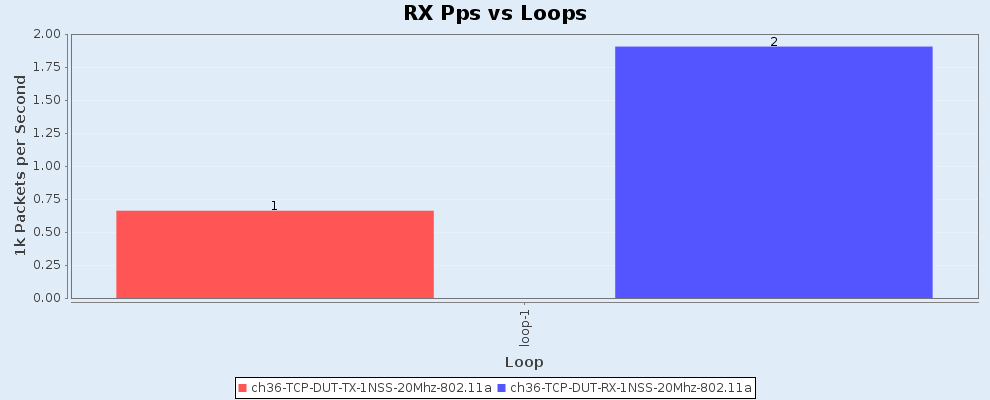 RX Pps vs Loops
1k Packets per Second
2.00
1.75
1.50
1.25
1.00
0.75
0.50
0.25
0.00
1
2
loop-1
Loop
ch36-TCP-DUT-TX-1NSS-20Mhz-802.11a ch36-TCP-DUT-RX-1NSS-20Mhz-802.11a